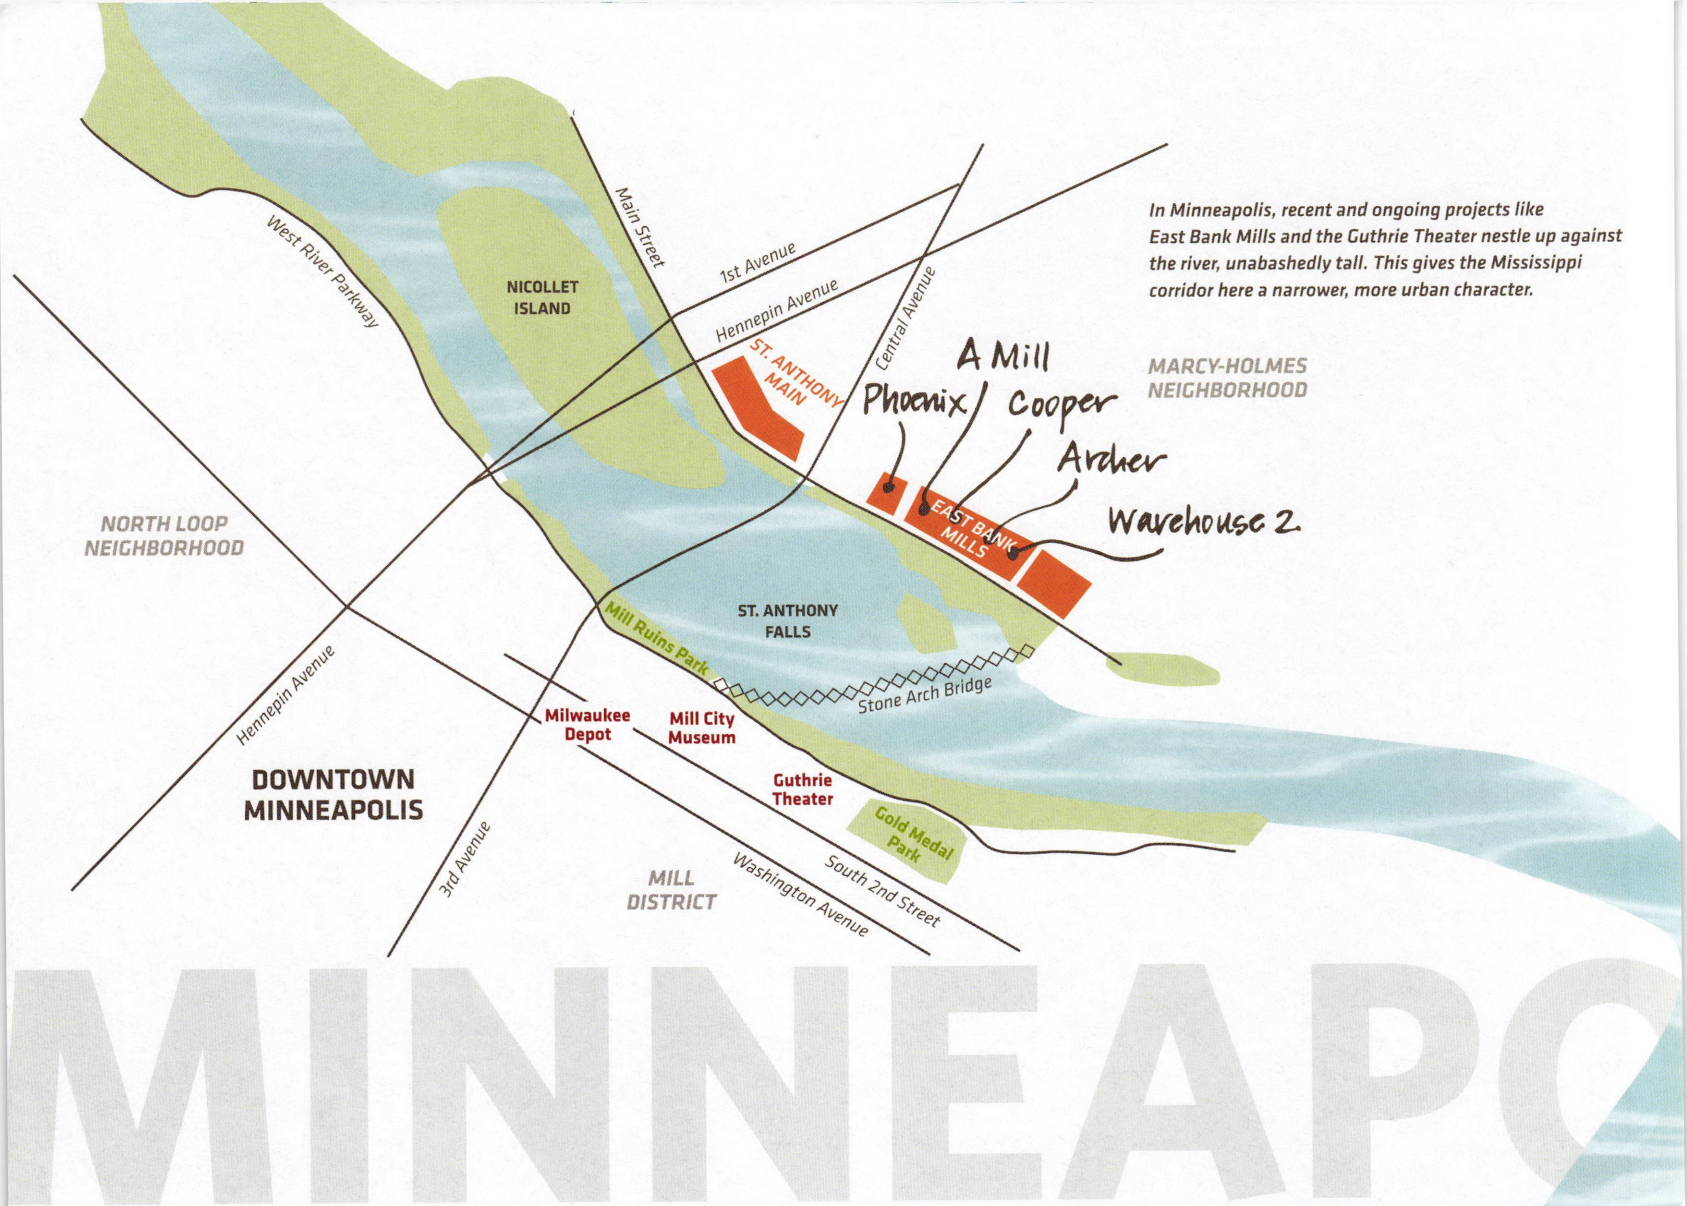 Main Street
1st Avenue
Hennepin Avenue
Central Avenue
West River Parkway
In Minneapolis, recent and ongoing projects like
East Bank Mills and the Guthrie Theater nestle up against
the river, unabashedly tall. This gives the Mississippi
corridor here a narrower, more urban character.
NICOLLET
ISLAND
ST. ANTHONY
MAIN
A Mill
Phoenix
Cooper
Archer
Warehouse 2
MARCY-HOLMES
NEIGHBORHOOD
EAST BANK
MILLS
NORTH LOOP
NEIGHBORHOOD
ST. ANTHONY
FALLS
Mill Ruins Park
Stone Arch Bridge
Hennepin Avenue
Milwaukee
Depot
Mill City
Museum
Guthrie
Theater
DOWNTOWN
MINNEAPOLIS
Gold Medal
Park
3rd Avenue
MILL
DISTRICT
Washington Avenue
South 2nd Street
MINNEAPO